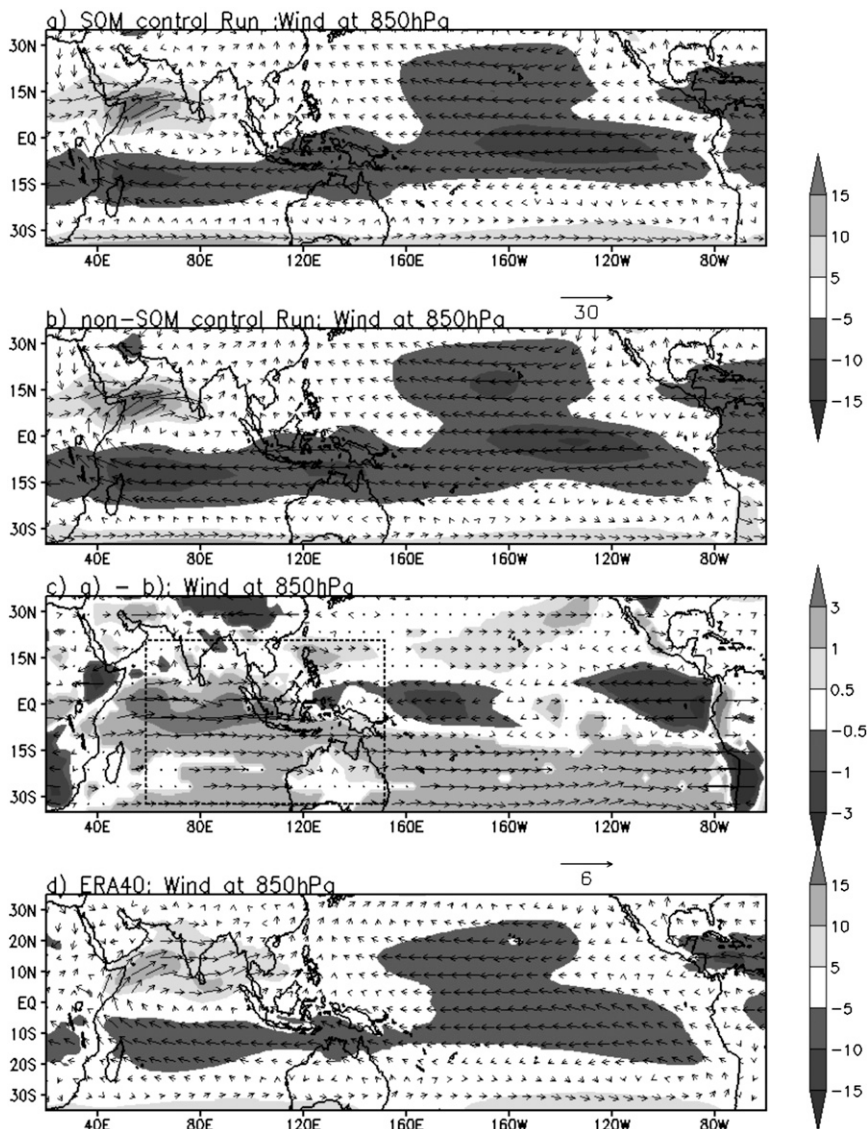 a) SOM control Run :Wind at 850hPa
30N
15N
EQ
15S
30S
40E 80E 120E 160E 160W 120W 80W
30
b) non-SOM control Run: Wind at 850hPa
30N
15N
EQ
15S
30S
40E 80E 120E 160E 160W 120W 80W
15
10
5
-5
-10
-15
c) a) - b): Wind at 850hPa
30N
15N
EQ
15S
30S
40E 80E 120E 160E 160W 120W 80W
3
1
0.5
-0.5
-1
-3
6
d) ERA40: Wind at 850hPa
30N
20N
10N
EQ
10S
20S
30S
40E 80E 120E 160E 160W 120W 80W
15
10
5
-5
-10
-15